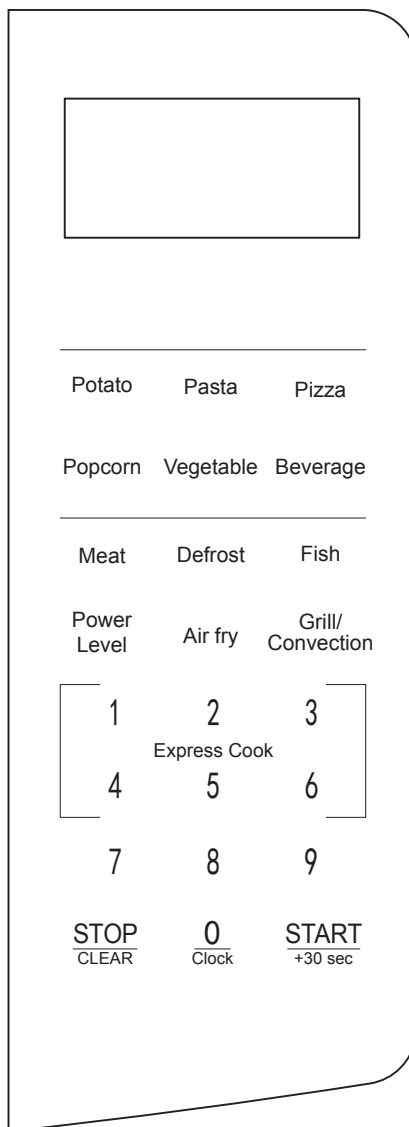 Potato Pasta Pizza
Popcorn Vegetable Beverage
Meat Defrost Fish
Power Level Air fry Grill/ Convection
1 2 3
Express Cook
4 5 6
7 8 9
STOP 0 START
CLEAR Clock +30 sec